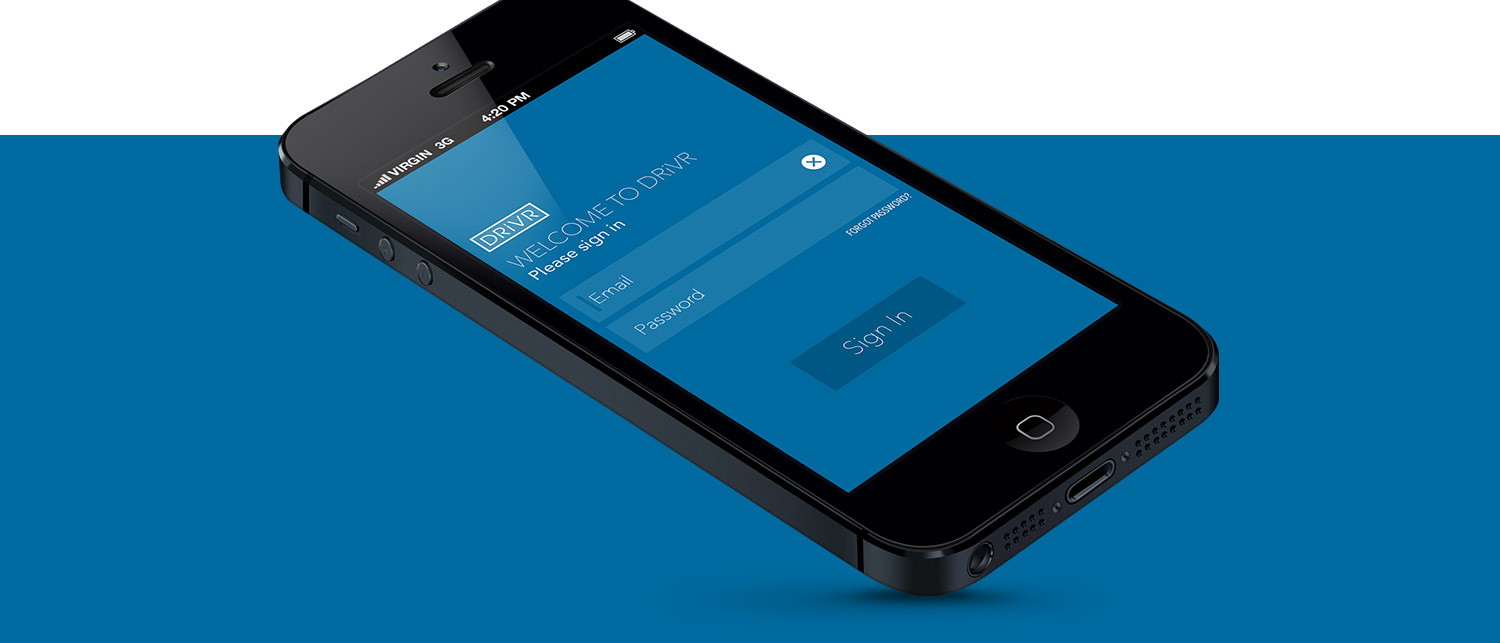 VIRGIN 3G 4:20 PM
DRiVR
WELCOME TO DRiVR
Please sign in
Email
Password
FORGOT PASSWORD?
Sign In